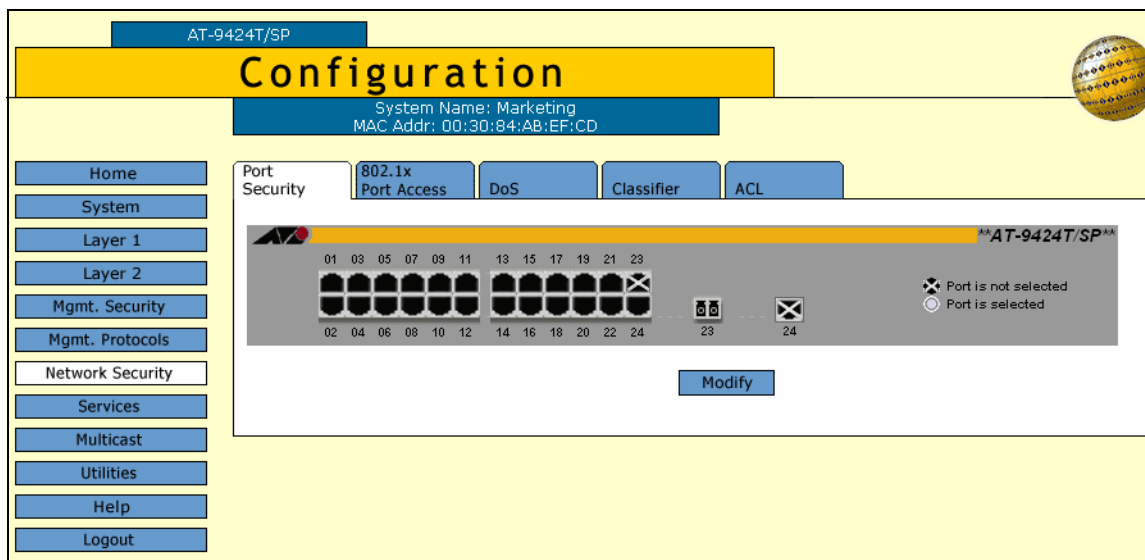 AT-9424T/SP
Configuration
System Name: Marketing
MAC Addr: 00:30:84:AB:EF:CD
Home
System
Layer 1
Layer 2
Mgmt. Security
Mgmt. Protocols
Network Security
Services
Multicast
Utilities
Help
Logout
Port Security
802.1x Port Access
DoS
Classifier
ACL
**AT-9424T/SP**
01 03 05 07 09 11 13 15 17 19 21 23
02 04 06 08 10 12 14 16 18 20 22 24
23
24
Port is not selected
Port is selected
Modify